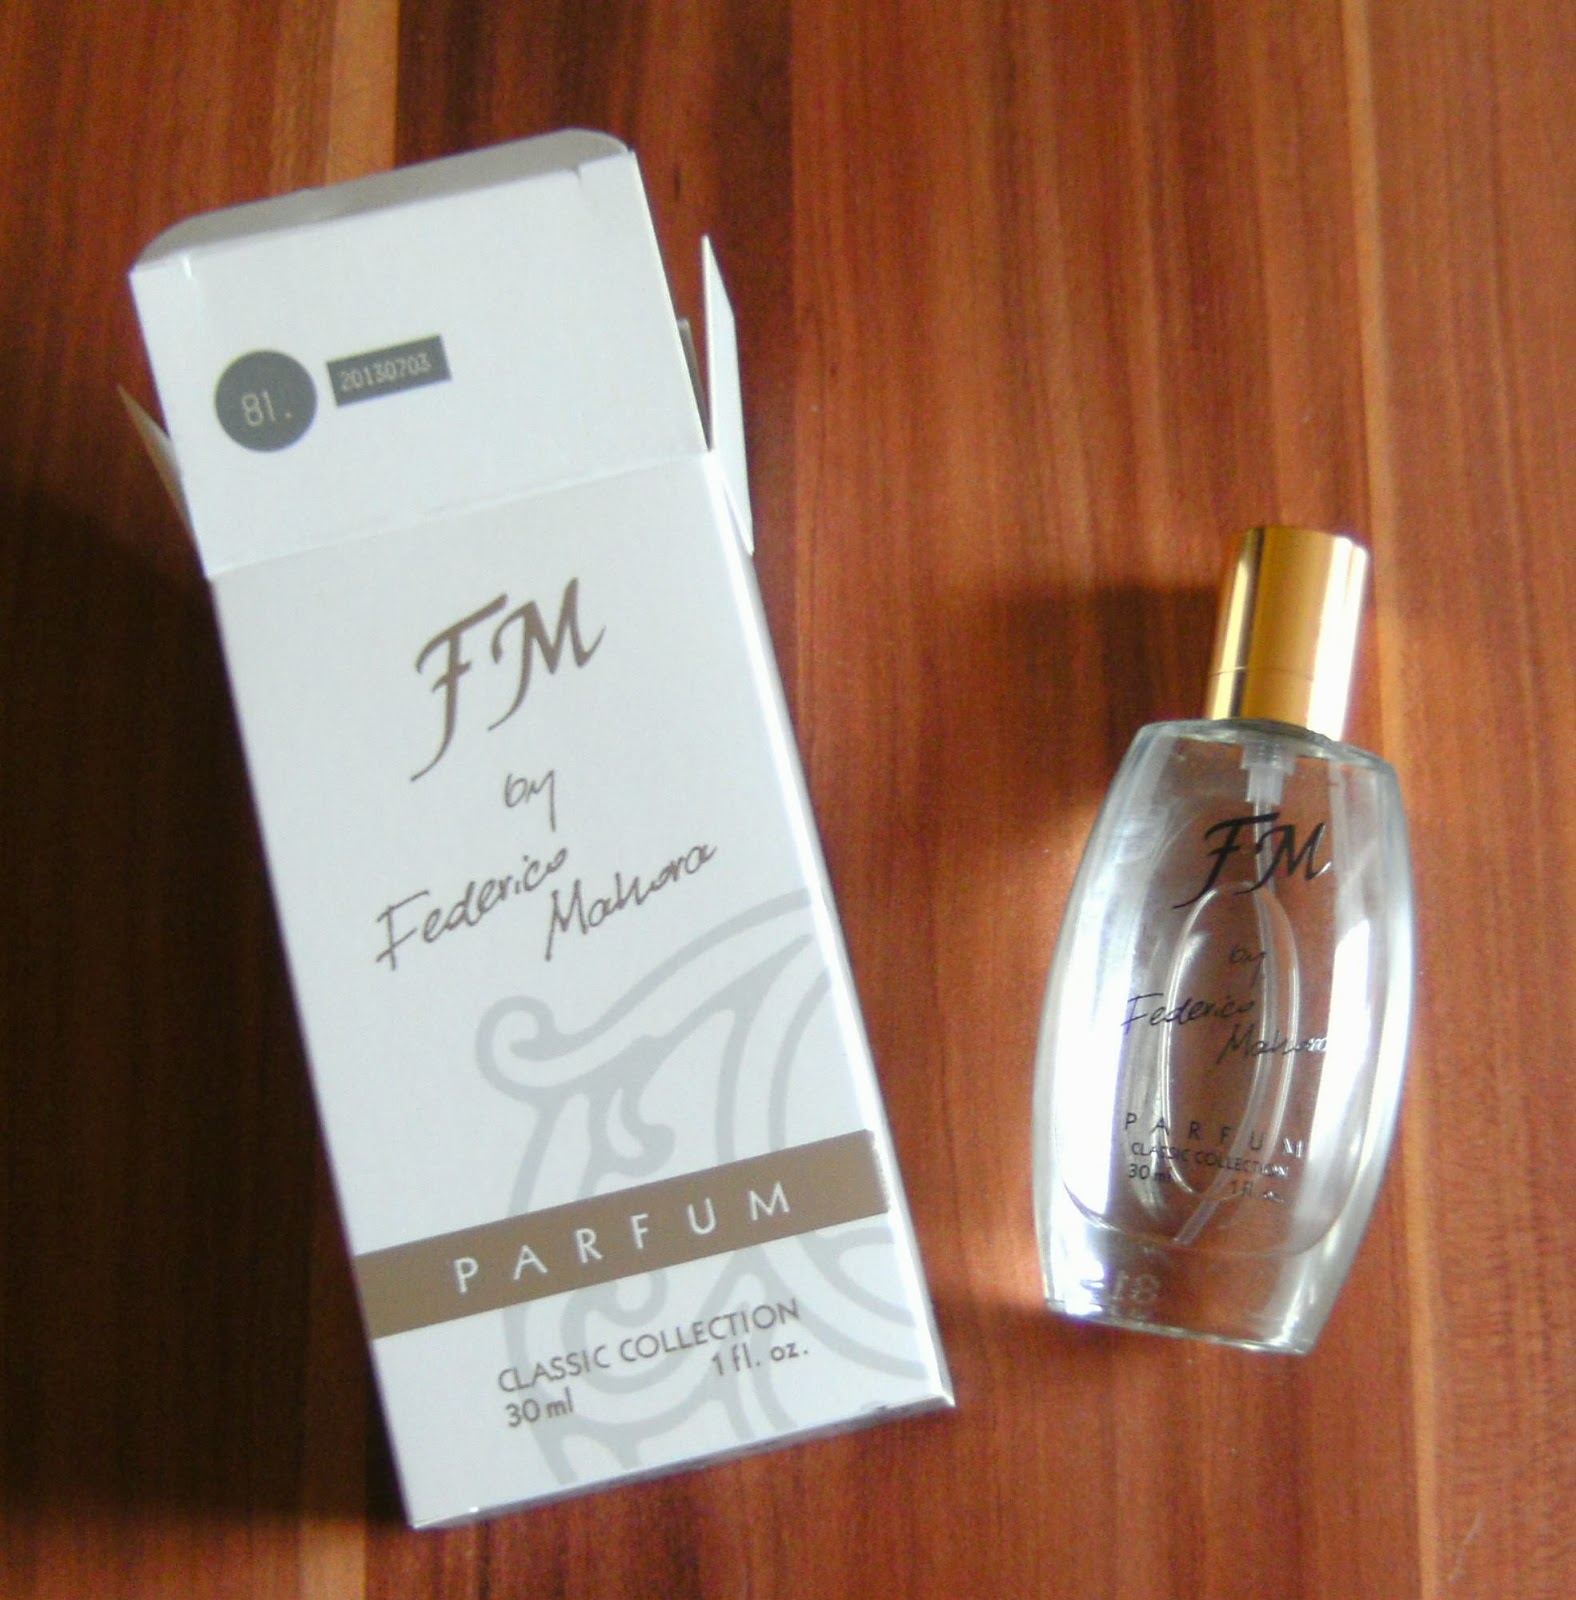 81.
20130703
FM
by
Federico
Mahora
PARFUM
CLASSIC COLLECTION
30 ml 1 fl. oz.
FM
by
Federico
Mahora
PARFUM
CLASSIC COLLECTION
30 ml 1 fl. oz.
81